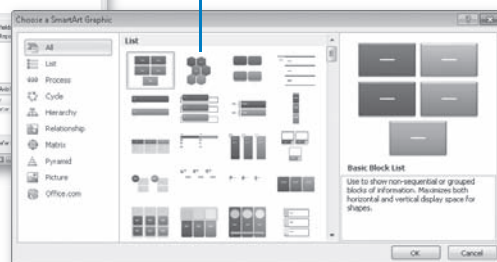 Choose a SmartArt Graphic
All
List
Process
Cycle
Hierarchy
Relationship
Matrix
Pyramid
Picture
Office.com
List
Basic Block List
Use to show non-sequential or grouped
blocks of information. Maximizes both
horizontal and vertical display space for
shapes.
OK
Cancel